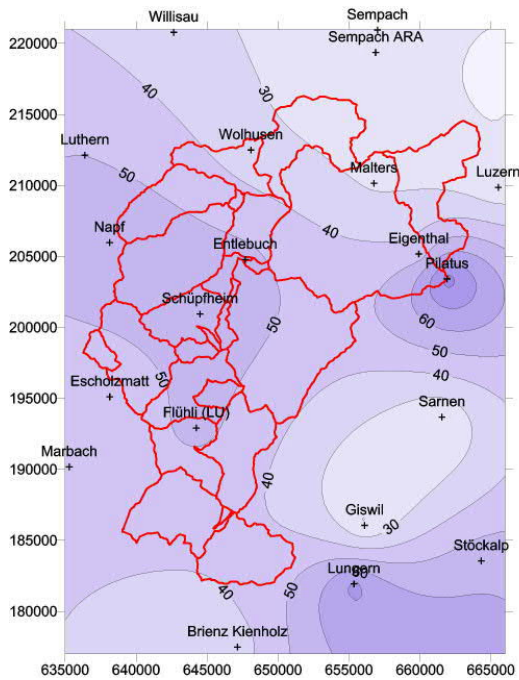 Willisau
Sempach
220000
Sempach ARA
40
30
215000
Wolhusen
Luthern
50
Malters
Luzern
210000
40
Napf
Entlebuch
Eigenthal
205000
Pilatus
Schüpfheim
50
60
200000
50
50
40
Escholzmatt
Sarnen
195000
Flühli (LU)
Marbach
190000
40
Giswil
30
185000
Stöckalp
Lungern
50
40
180000
Brienz Kienholz
635000 640000 645000 650000 655000 660000 665000